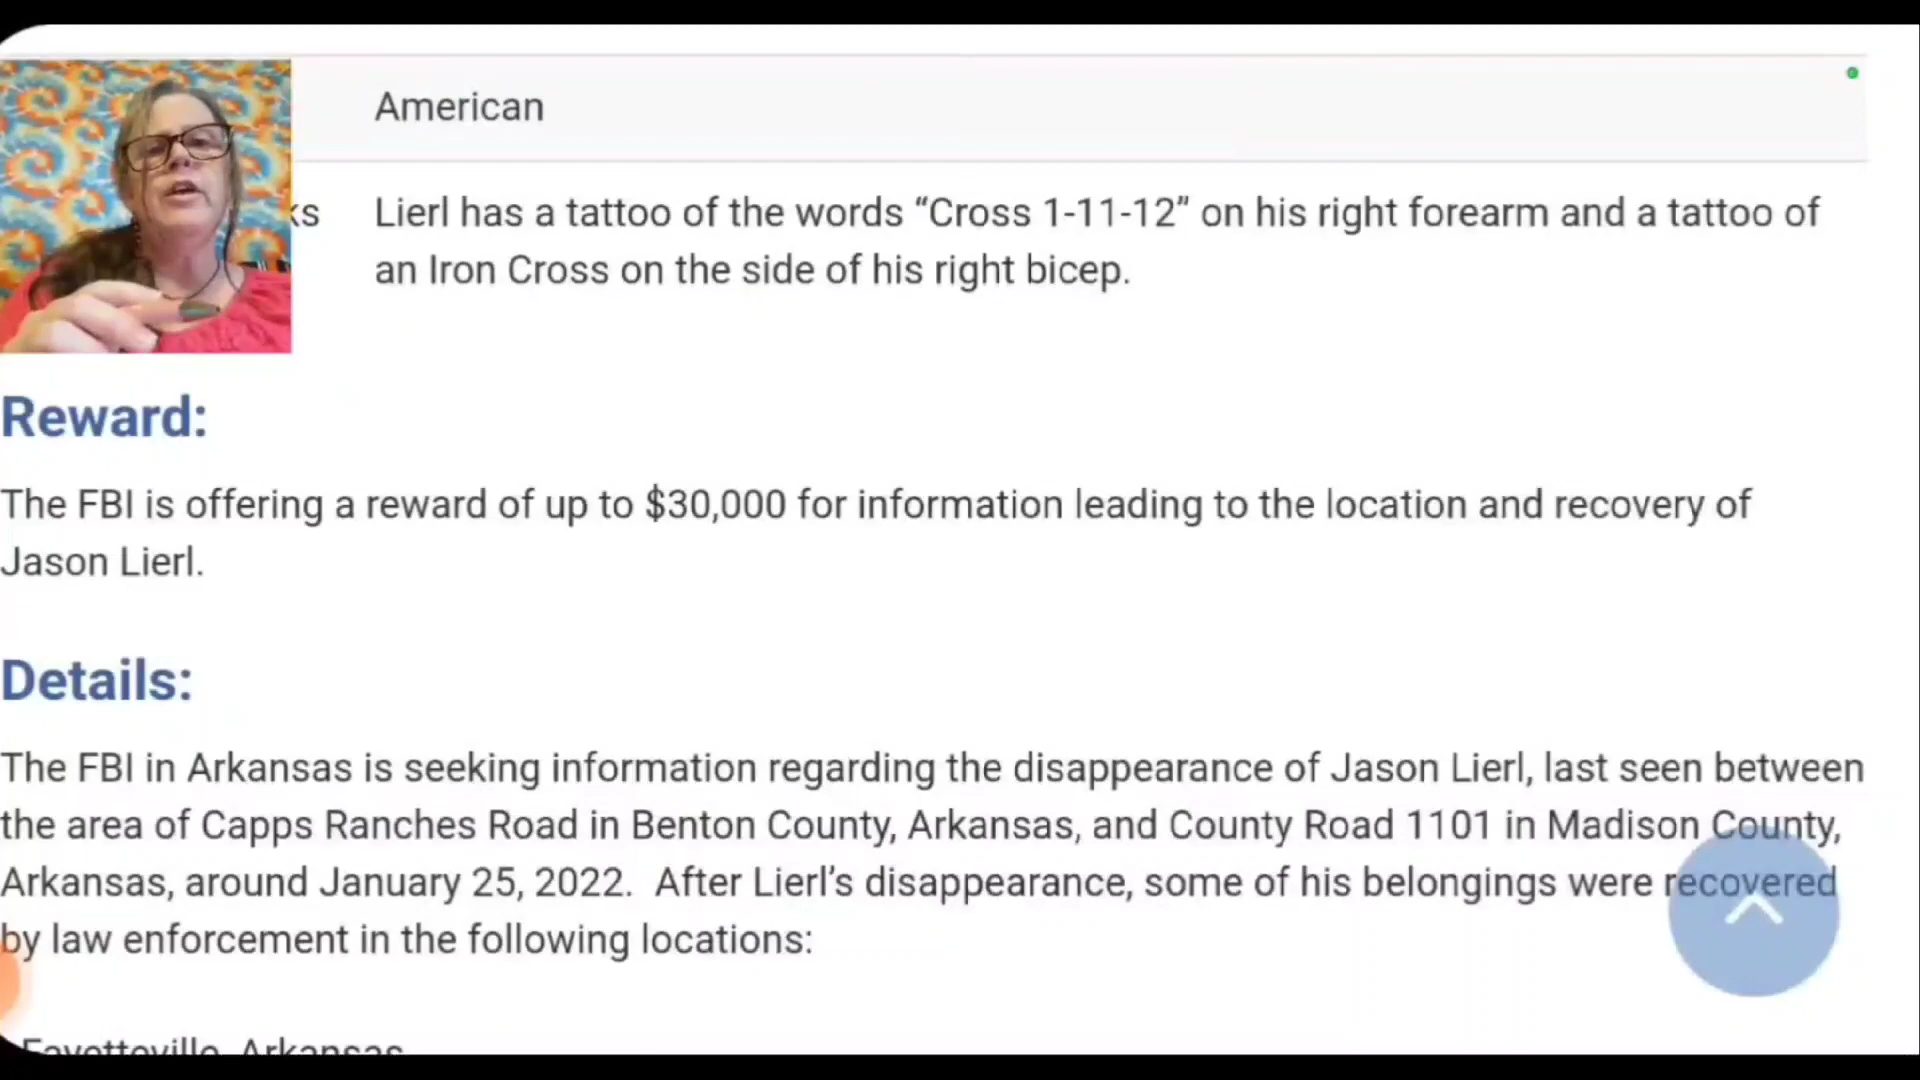 American
ks
Lierl has a tattoo of the words “Cross 1-11-12” on his right forearm and a tattoo of
an Iron Cross on the side of his right bicep.
Reward:
The FBI is offering a reward of up to $30,000 for information leading to the location and recovery of
Jason Lierl.
Details:
The FBI in Arkansas is seeking information regarding the disappearance of Jason Lierl, last seen between
the area of Capps Ranches Road in Benton County, Arkansas, and County Road 1101 in Madison County,
Arkansas, around January 25, 2022.  After Lierl’s disappearance, some of his belongings were recovered
by law enforcement in the following locations:
Fayetteville, Arkansas